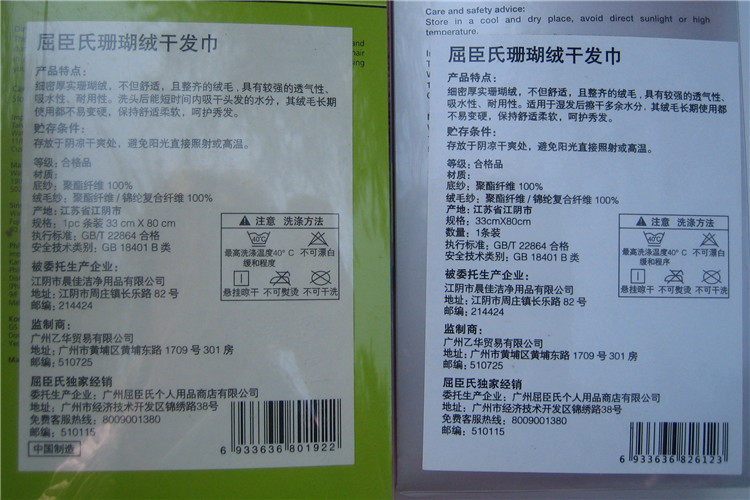 屈臣氏珊瑚绒干发巾
产品特点：
细密厚实珊瑚绒，不但舒适，且整齐的绒毛，具有较强的透气性、
吸水性、耐用性。洗头后能短时间内吸干头发的水分，其绒毛长期
使用都不易变硬，保持舒适柔软，呵护秀发。
贮存条件：
存放于阴凉干爽处，避免阳光直接照射或高温。
等级：合格品
材质：
底纱：聚酯纤维 100%
绒毛纱：聚酯纤维 / 锦纶复合纤维 100%
产地：江苏省江阴市
规格：1pc 条装 33 cm X 80 cm
执行标准：GB/T 22864 合格
安全技术类别：GB 18401 B 类
注意 洗涤方法
40℃
最高洗涤温度40°C
缓和程度
不可漂白
悬挂晾干
不可熨烫
不可干洗
被委托生产企业：
江阴市晨佳洁净用品有限公司
地址：江阴市周庄镇长乐路 82 号
邮编：214424
监制商：
广州乙华贸易有限公司
地址：广州市黄埔区黄埔东路 1709 号 301 房
邮编：510725
屈臣氏独家经销
委托生产企业：广州屈臣氏个人用品商店有限公司
地址：广州市经济技术开发区锦绣路38号
免费客服热线：8009001380
邮编：510115
中国制造
6 933636 801922
Care and safety advice:
Store in a cool and dry place, avoid direct sunlight or high
temperature.
屈臣氏珊瑚绒干发巾
产品特点：
细密厚实珊瑚绒，不但舒适，且整齐的绒毛，具有较强的透气性、
吸水性、耐用性。适用于湿发后擦干多余水分，其绒毛长期使用都
不易变硬，保持舒适柔软，呵护秀发。
贮存条件：
存放于阴凉干爽处，避免阳光直接照射或高温。
等级：合格品
材质：
底纱：聚酯纤维 100%
绒毛纱：聚酯纤维 / 锦纶复合纤维 100%
产地：江苏省江阴市
规格：33cmX80cm
数量：1条装
执行标准：GB/T 22864 合格
安全技术类别：GB 18401 B 类
注意 洗涤方法
40℃
最高洗涤温度40°C
缓和程序
不可漂白
悬挂晾干
不可熨烫
不可干洗
被委托生产企业：
江阴市晨佳洁净用品有限公司
地址：江阴市周庄镇长乐路 82 号
邮编：214424
监制商：
广州乙华贸易有限公司
地址：广州市黄埔区黄埔东路 1709 号 301 房
邮编：510725
屈臣氏独家经销
委托生产企业：广州屈臣氏个人用品商店有限公司
地址：广州市经济技术开发区锦绣路38号
免费客服热线：8009001380
邮编：510115
6 933636 826123